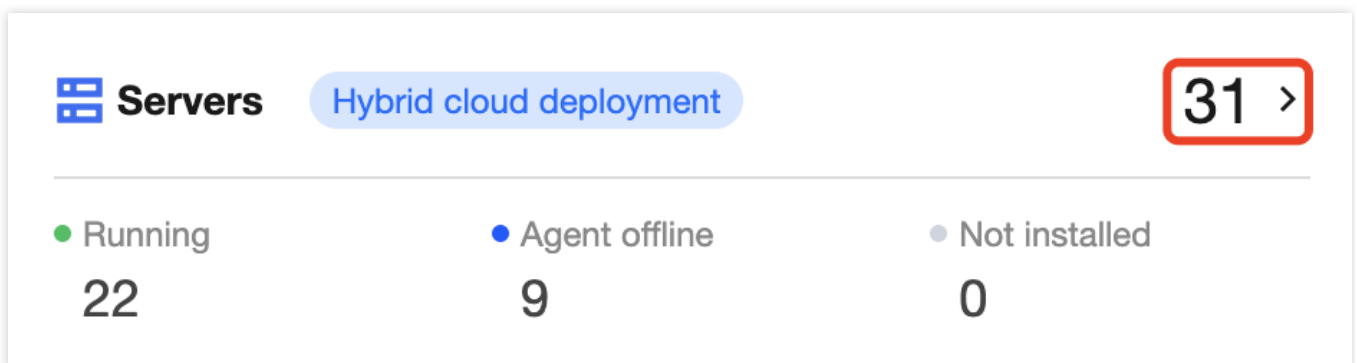 Servers Hybrid cloud deployment 31 >
Running Agent offline Not installed
22 9 0